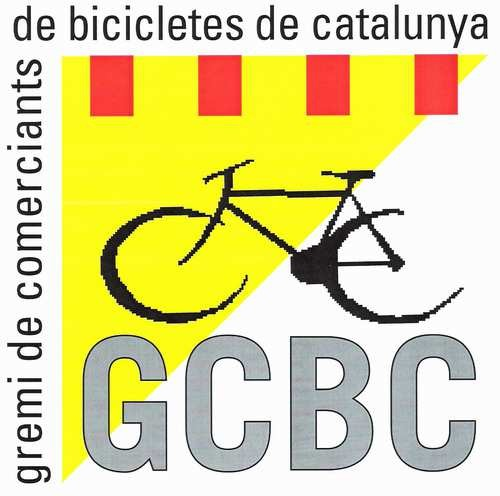 gremi de comerciants
de bicicletes de catalunya
GCBC